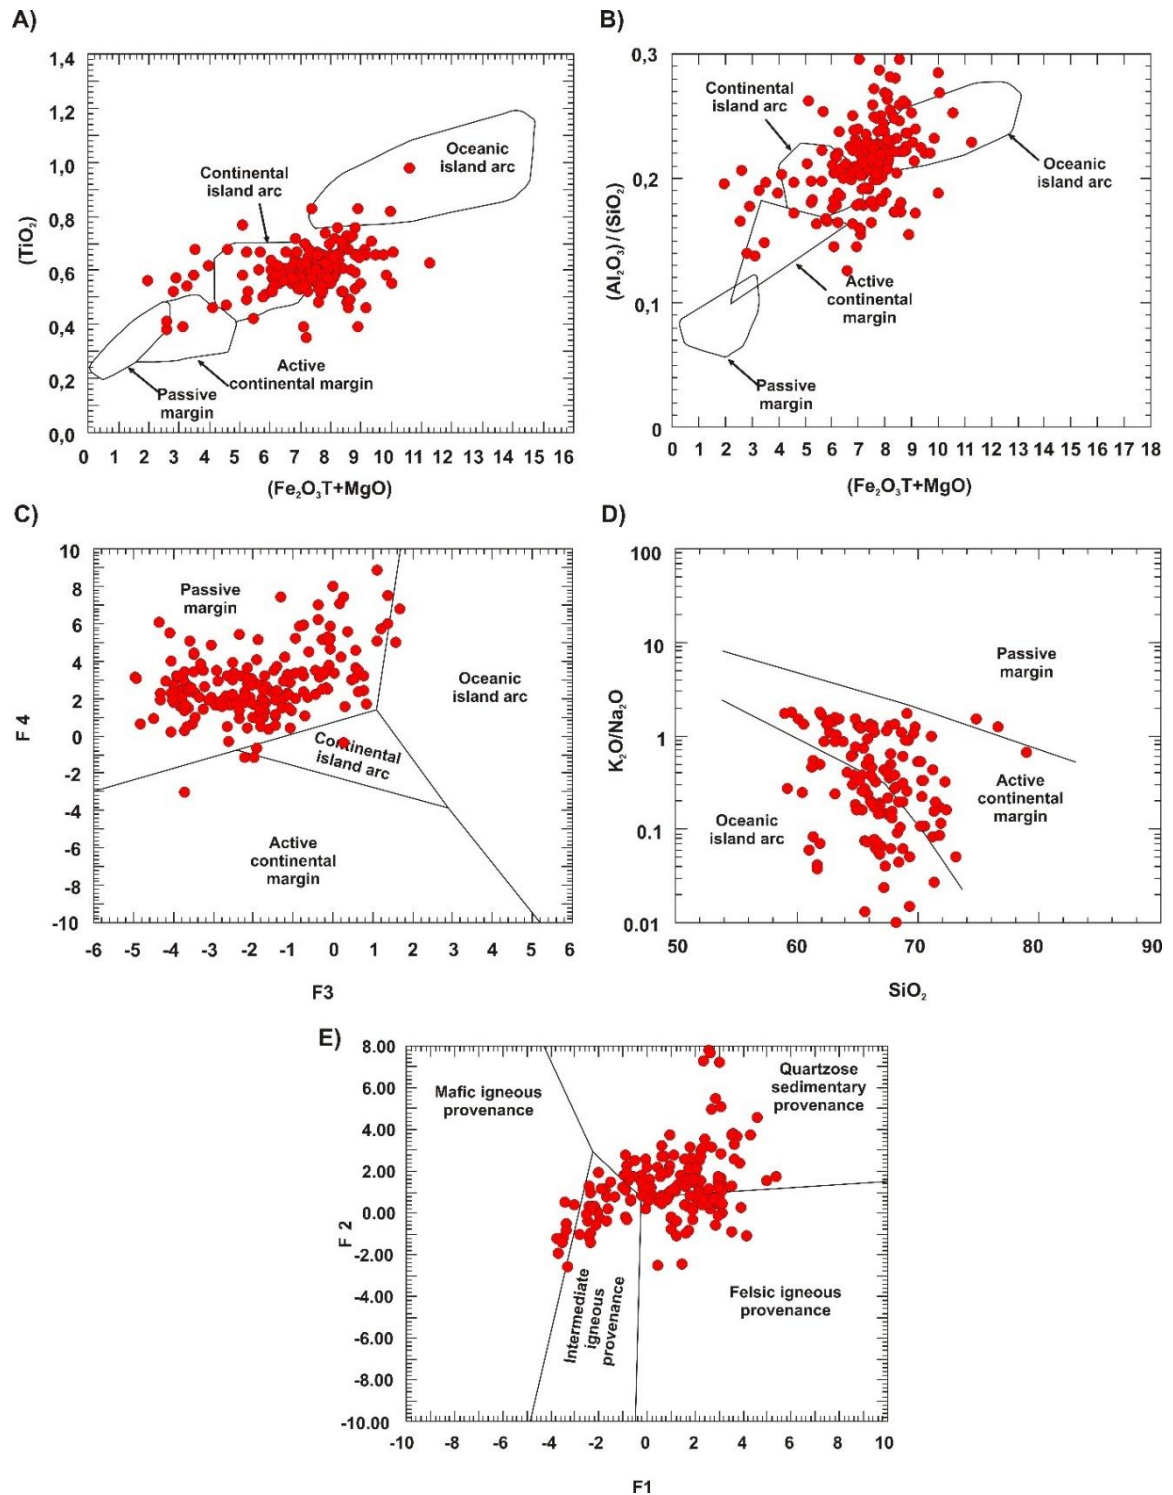 A)
1,4
1,2
1,0
0,8
0,6
0,4
0,2
0,0
(TiO₂)
Oceanic
island arc
Continental
island arc
Active
continental margin
Passive
margin
0 1 2 3 4 5 6 7 8 9 10 11 12 13 14 15 16
(Fe₂O₃T+MgO)
B)
0,3
0,2
0,1
0
(Al₂O₃)/(SiO₂)
Continental
island arc
Oceanic
island arc
Active
continental
margin
Passive
margin
0 1 2 3 4 5 6 7 8 9 10 11 12 13 14 15 16 17 18
(Fe₂O₃T+MgO)
C)
10
8
6
4
2
0
-2
-4
-6
-8
-10
F 4
Passive
margin
Oceanic
island arc
Continental
island arc
Active
continental
margin
-6 -5 -4 -3 -2 -1 0 1 2 3 4 5 6
F3
D)
100
10
1
0.1
0.01
K₂O/Na₂O
Passive
margin
Active
continental
margin
Oceanic
island arc
50 60 70 80 90
SiO₂
E)
8.00
6.00
4.00
2.00
0.00
-2.00
-4.00
-6.00
-8.00
-10.00
F 2
Mafic igneous
provenance
Quartzose
sedimentary
provenance
Intermediate
igneous
provenance
Felsic igneous
provenance
-10 -8 -6 -4 -2 0 2 4 6 8 10
F1